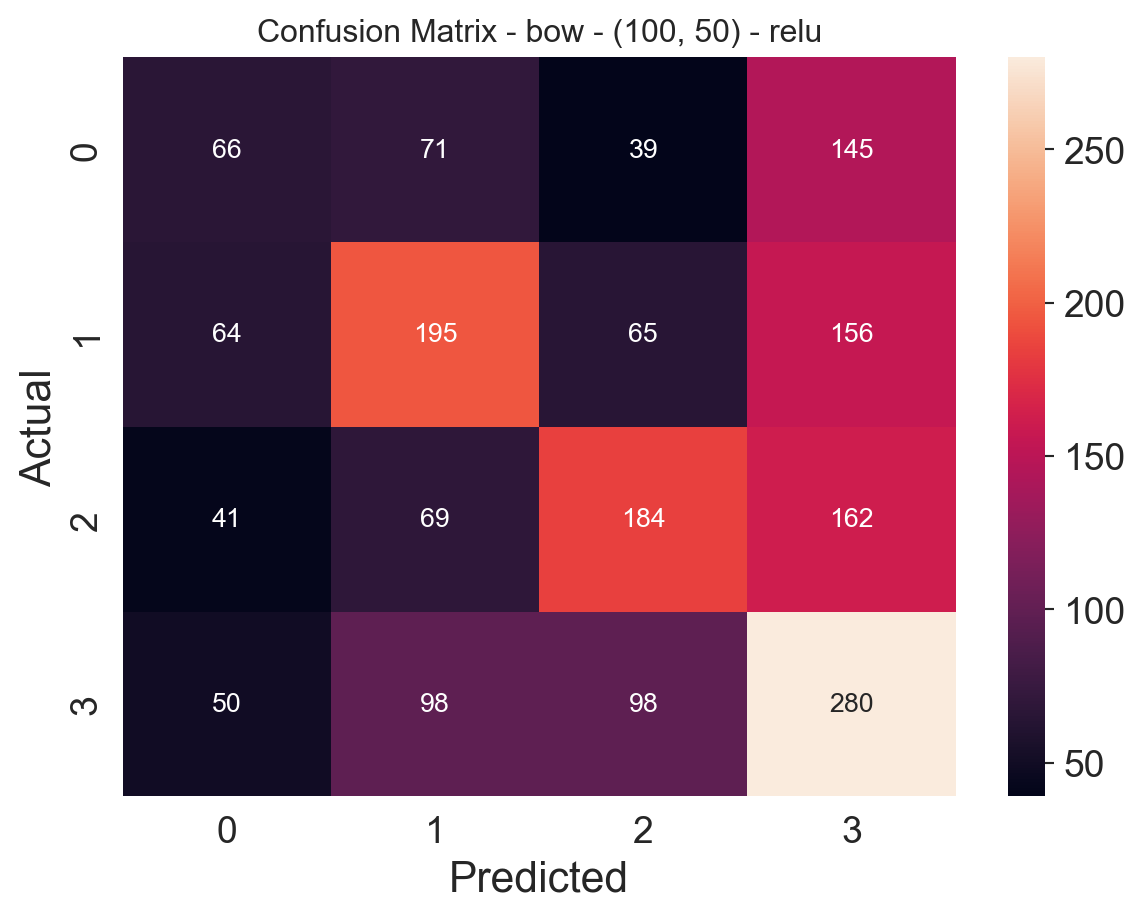 Confusion Matrix - bow - (100, 50) - relu
0 66 71 39 145
1 64 195 65 156
2 41 69 184 162
3 50 98 98 280
0 1 2 3
Predicted
Actual
250
200
150
100
50